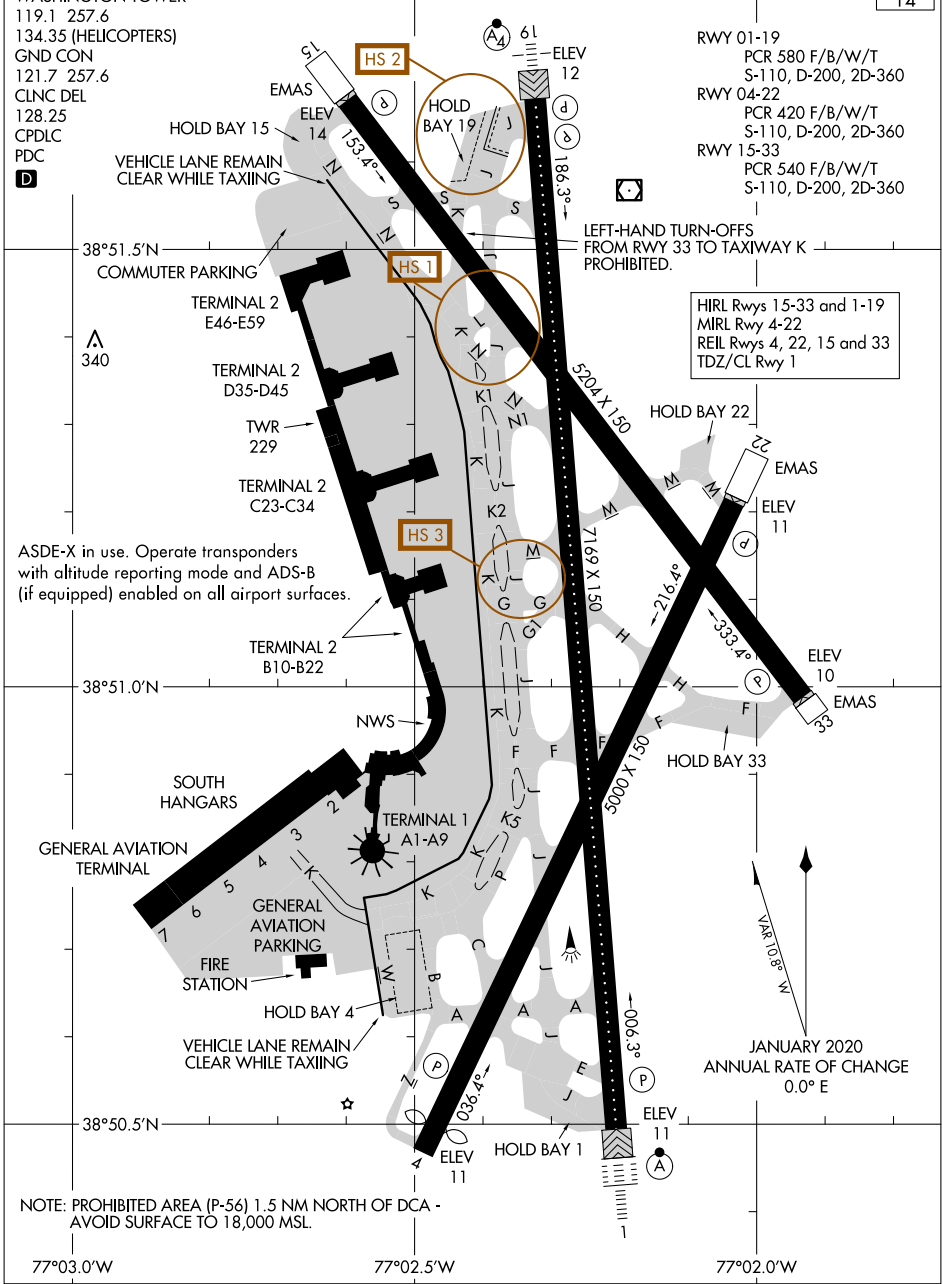 WASHINGTON TOWER
119.1 257.6
134.35 (HELICOPTERS)
GND CON
121.7 257.6
CLNC DEL
128.25
CPDLC
PDC
D
14
RWY 01-19
PCR 580 F/B/W/T
S-110, D-200, 2D-360
RWY 04-22
PCR 420 F/B/W/T
S-110, D-200, 2D-360
RWY 15-33
PCR 540 F/B/W/T
S-110, D-200, 2D-360
A4
19
ELEV
12
15
EMAS
ELEV
14
P
HS 2
HOLD
BAY 19
J
J
P
P
HOLD BAY 15
VEHICLE LANE REMAIN
CLEAR WHILE TAXIING
153.4°
186.3°
N
S
S
K
S
N
J
LEFT-HAND TURN-OFFS
FROM RWY 33 TO TAXIWAY K
PROHIBITED.
38°51.5'N
COMMUTER PARKING
HS 1
TERMINAL 2
E46-E59
HIRL Rwys 15-33 and 1-19
MIRL Rwy 4-22
REIL Rwys 4, 22, 15 and 33
TDZ/CL Rwy 1
340
K
L
J
N
TERMINAL 2
D35-D45
K1
N
N1
5204 X 150
TWR
229
HOLD BAY 22
22
EMAS
TERMINAL 2
C23-C34
K
J
K2
M
M
W
M
ELEV
11
7169 X 150
P
HS 3
M
K
J
G
G
G1
ASDE-X in use. Operate transponders
with altitude reporting mode and ADS-B
(if equipped) enabled on all airport surfaces.
216.4°
333.4°
TERMINAL 2
B10-B22
H
H
ELEV
10
P
EMAS
33
38°51.0'N
J
K
NWS
F
F
F
F
F
HOLD BAY 33
5000 X 150
SOUTH
HANGARS
J
2
TERMINAL 1
A1-A9
K5
GENERAL AVIATION
TERMINAL
3
4
5
6
7
K
K
P
J
K
GENERAL
AVIATION
PARKING
FIRE
STATION
C
J
W
B
HOLD BAY 4
A
A
A
VAR 10.8° W
006.3°
VEHICLE LANE REMAIN
CLEAR WHILE TAXIING
J
E
J
P
Z
P
036.4°
JANUARY 2020
ANNUAL RATE OF CHANGE
0.0° E
38°50.5'N
4
ELEV
11
HOLD BAY 1
ELEV
11
A
1
NOTE: PROHIBITED AREA (P-56) 1.5 NM NORTH OF DCA -
AVOID SURFACE TO 18,000 MSL.
77°03.0'W
77°02.5'W
77°02.0'W